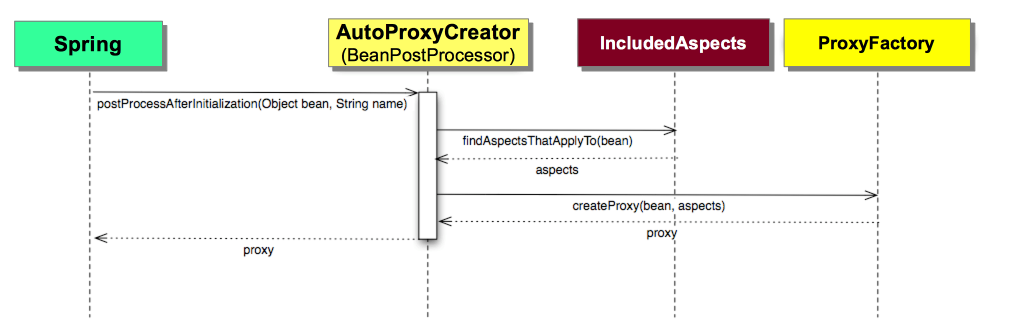 Spring
AutoProxyCreator
(BeanPostProcessor)
IncludedAspects
ProxyFactory
postProcessAfterInitialization(Object bean, String name)
findAspectsThatApplyTo(bean)
aspects
createProxy(bean, aspects)
proxy
proxy